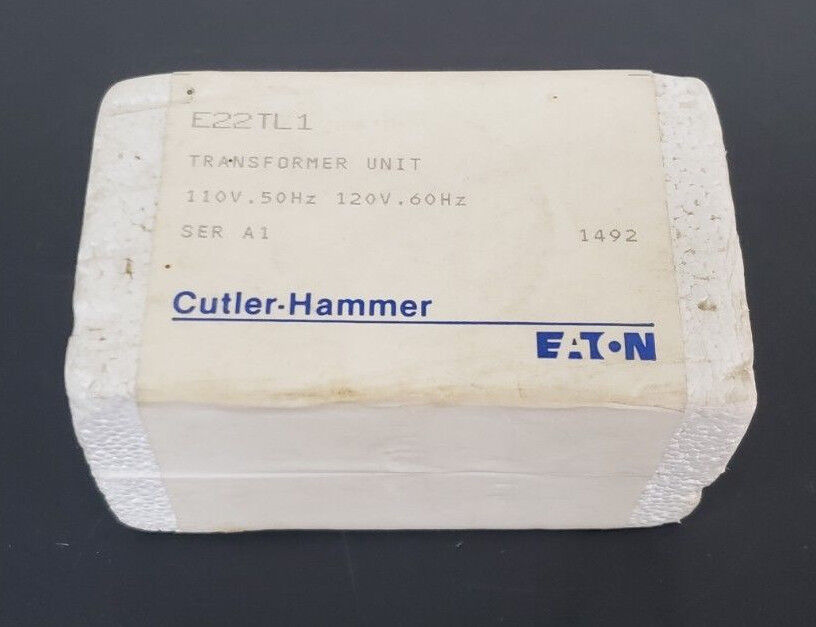 E22TL1
TRANSFORMER UNIT
110V.50Hz 120V.60Hz
SER A1 1492
Cutler-Hammer
EATON